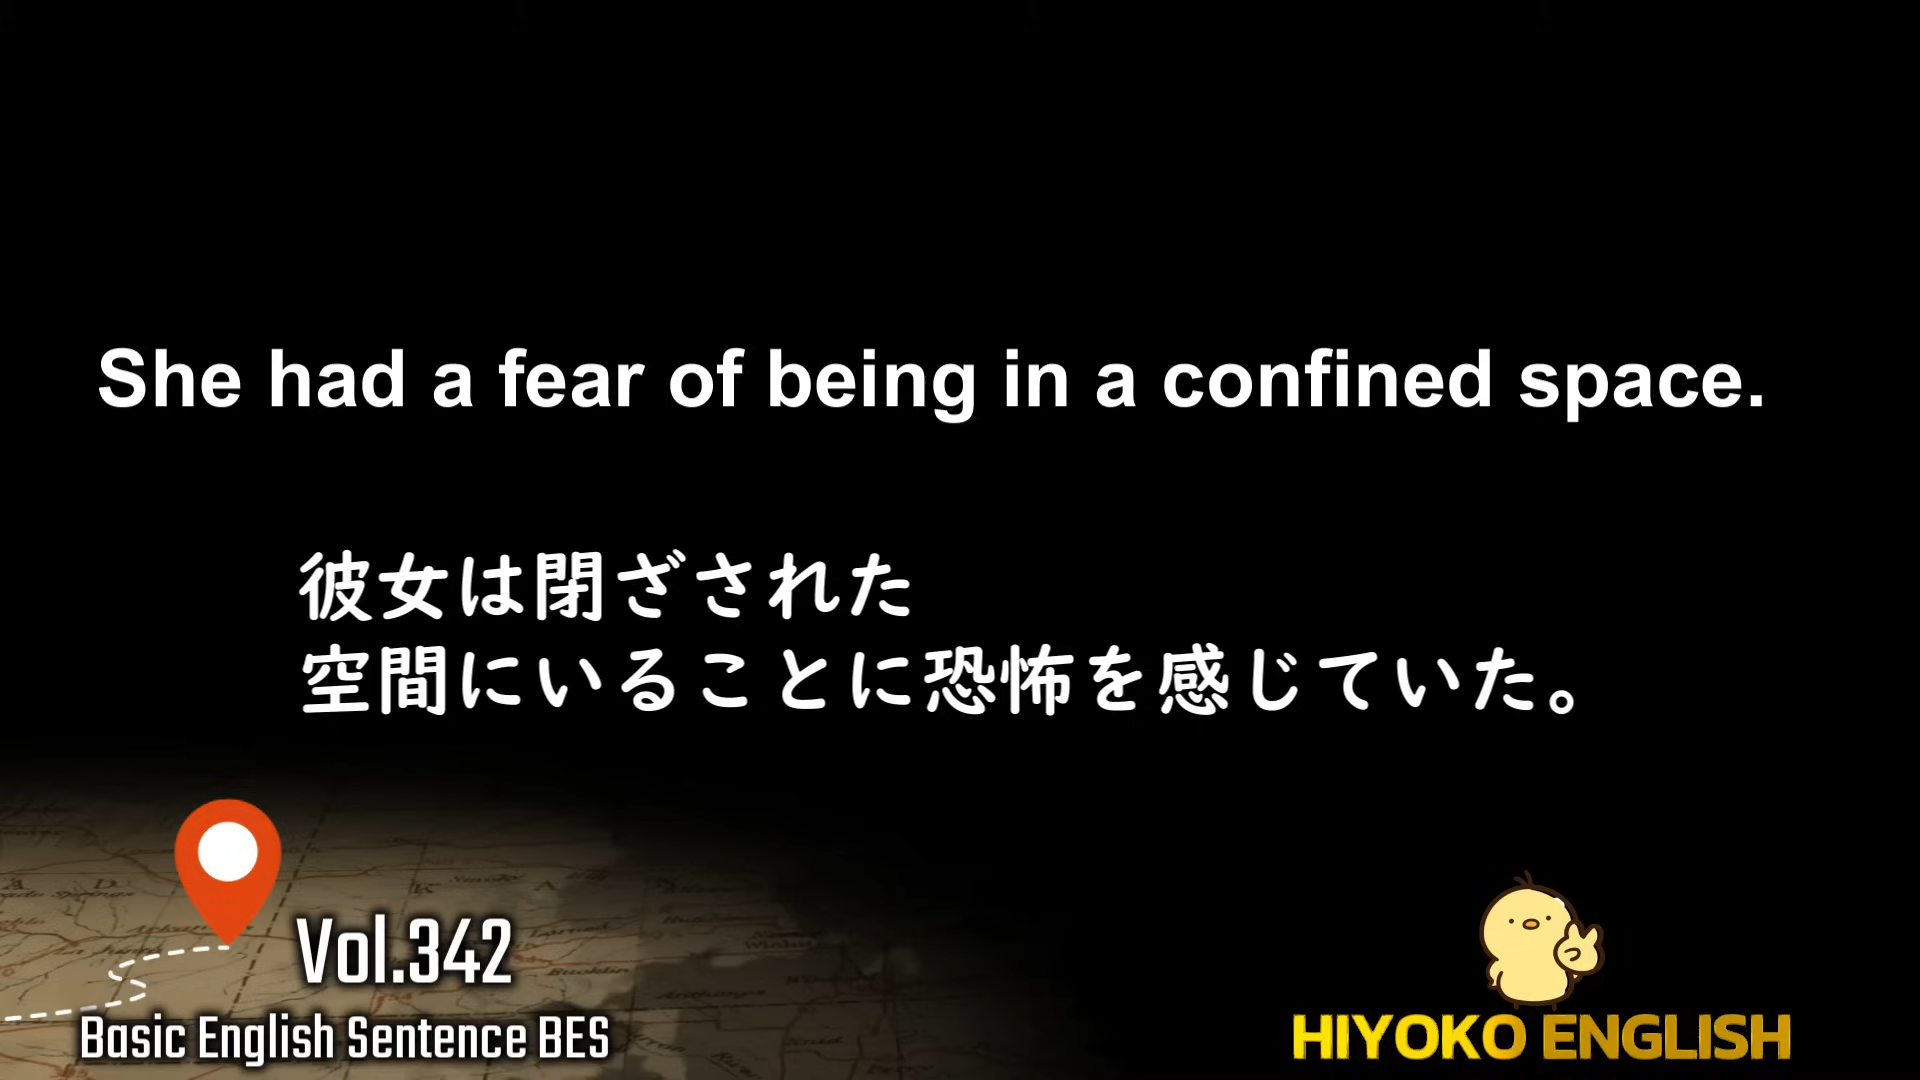 She had a fear of being in a confined space.
彼女は閉ざされた
空間にいることに恐怖を感じていた。
Vol.342
Basic English Sentence BES
HIYOKO ENGLISH
Bucklin